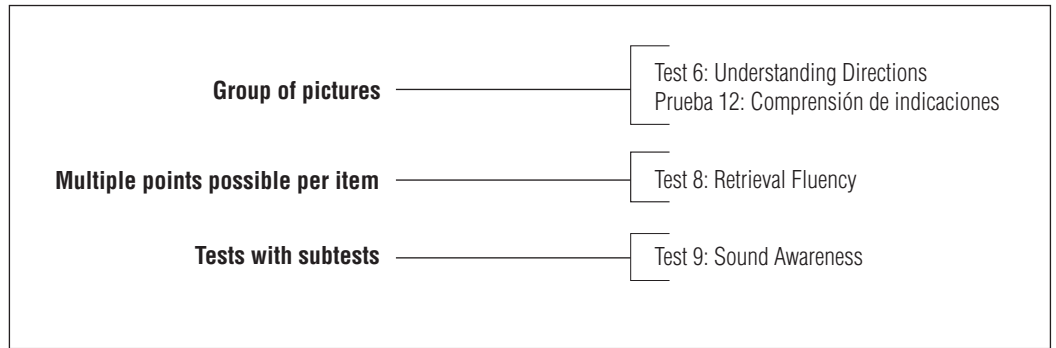 Group of pictures
Test 6: Understanding Directions
Prueba 12: Comprensión de indicaciones
Multiple points possible per item
Test 8: Retrieval Fluency
Tests with subtests
Test 9: Sound Awareness